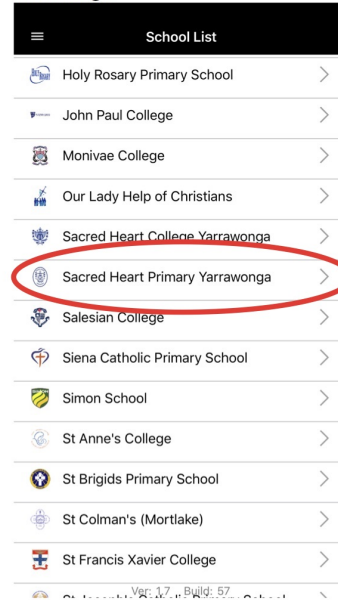 School List
Holy Rosary Primary School
John Paul College
Monivae College
Our Lady Help of Christians
Sacred Heart College Yarrawonga
Sacred Heart Primary Yarrawonga
Salesian College
Siena Catholic Primary School
Simon School
St Anne's College
St Brigids Primary School
St Colman's (Mortlake)
St Francis Xavier College
Ver: 1.7 Build: 57